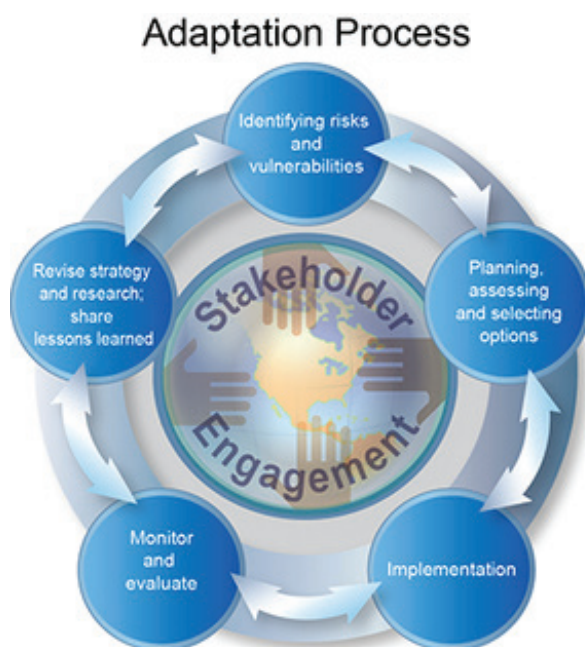 Adaptation Process
Identifying risks
and
vulnerabilities
Planning,
assessing
and selecting
options
Implementation
Monitor
and
evaluate
Revise strategy
and research;
share
lessons learned
Stakeholder
Engagement